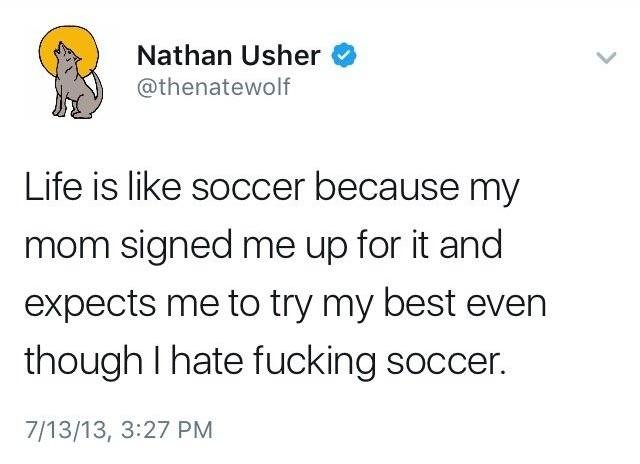 Nathan Usher
@thenatewolf
Life is like soccer because my
mom signed me up for it and
expects me to try my best even
though I hate fucking soccer.
7/13/13, 3:27 PM